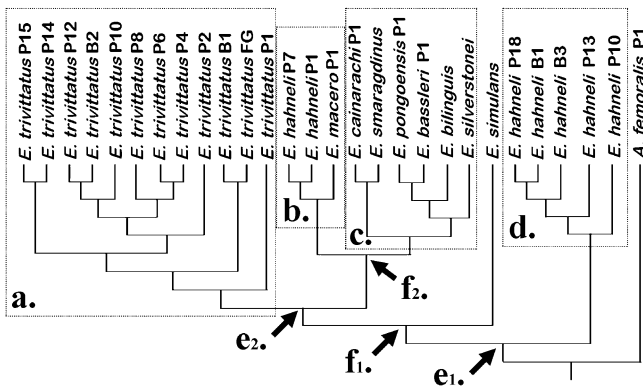 E. trivittatus P15
E. trivittatus P14
E. trivittatus P12
E. trivittatus B2
E. trivittatus P10
E. trivittatus P8
E. trivittatus P6
E. trivittatus P4
E. trivittatus P2
E. trivittatus B1
E. trivittatus FG
E. trivittatus P1
E. hahneli P7
E. hahneli P1
E. macero P1
E. cainarachi P1
E. smaragdinus
E. pongoensis P1
E. bassleri P1
E. bilinguis
E. silverstonei
E. simulans
E. hahneli P18
E. hahneli B1
E. hahneli B3
E. hahneli P13
E. hahneli P10
A. femoralis P1
a.
b.
c.
d.
e2.
f2.
f1.
e1.